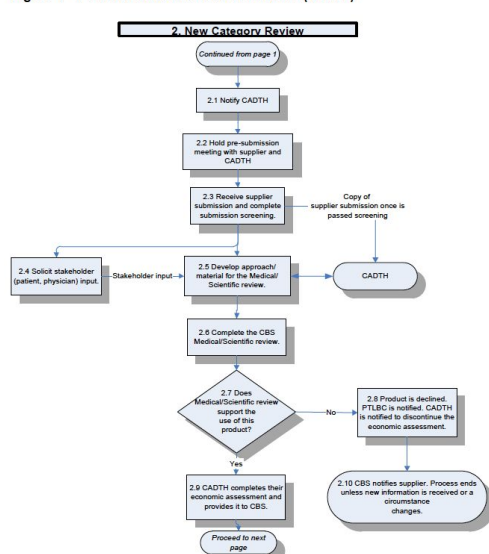 2. New Category Review
Continued from page 1
2.1 Notify CADTH
2.2 Hold pre-submission
meeting with supplier and
CADTH
2.3 Receive supplier
submission and complete
submission screening.
Copy of
supplier submission once is
passed screening
2.4 Solicit stakeholder
(patient, physician) input.
Stakeholder input
2.5 Develop approach/
material for the Medical/
Scientific review.
CADTH
2.6 Complete the CBS
Medical/Scientific review.
2.7 Does
Medical/Scientific review
support the
use of this
product?
No
2.8 Product is declined.
PTLBC is notified. CADTH
is notified to discontinue the
economic assessment.
Yes
2.9 CADTH completes their
economic assessment and
provides it to CBS.
2.10 CBS notifies supplier. Process ends
unless new information is received or a
circumstance
changes.
Proceed to next
page